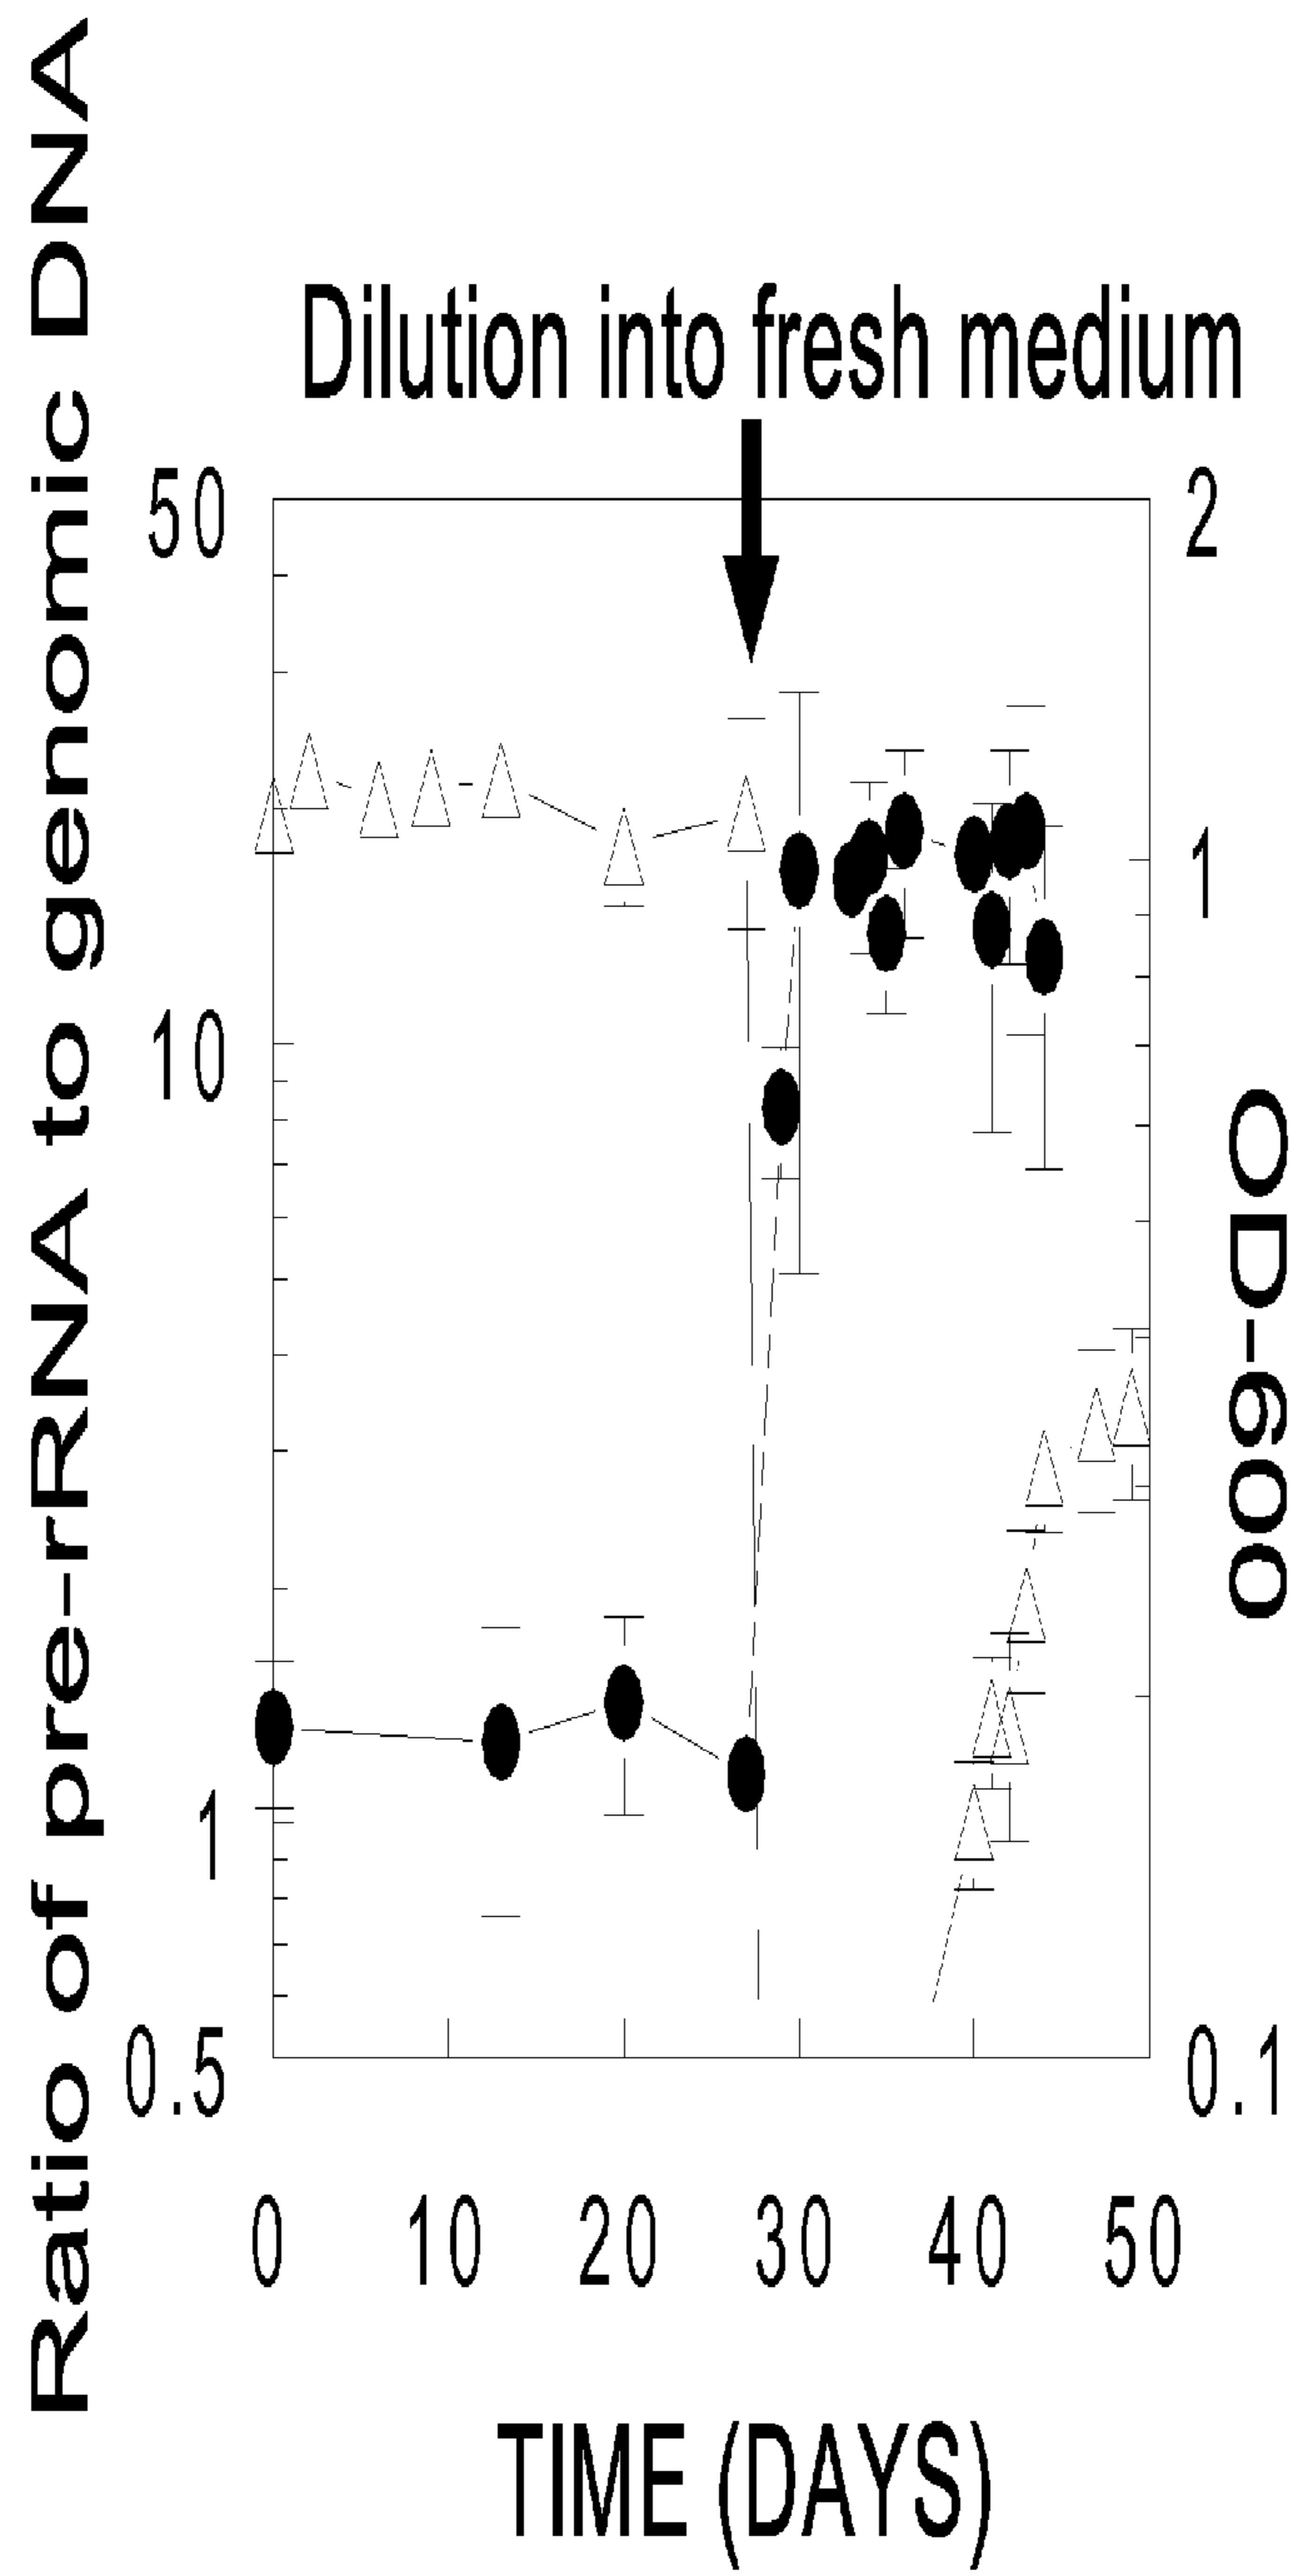 Ratio of pre-rRNA to genomic DNA
Dilution into fresh medium
50
10
1
0.5
2
1
0.1
OD-600
0 10 20 30 40 50
TIME (DAYS)